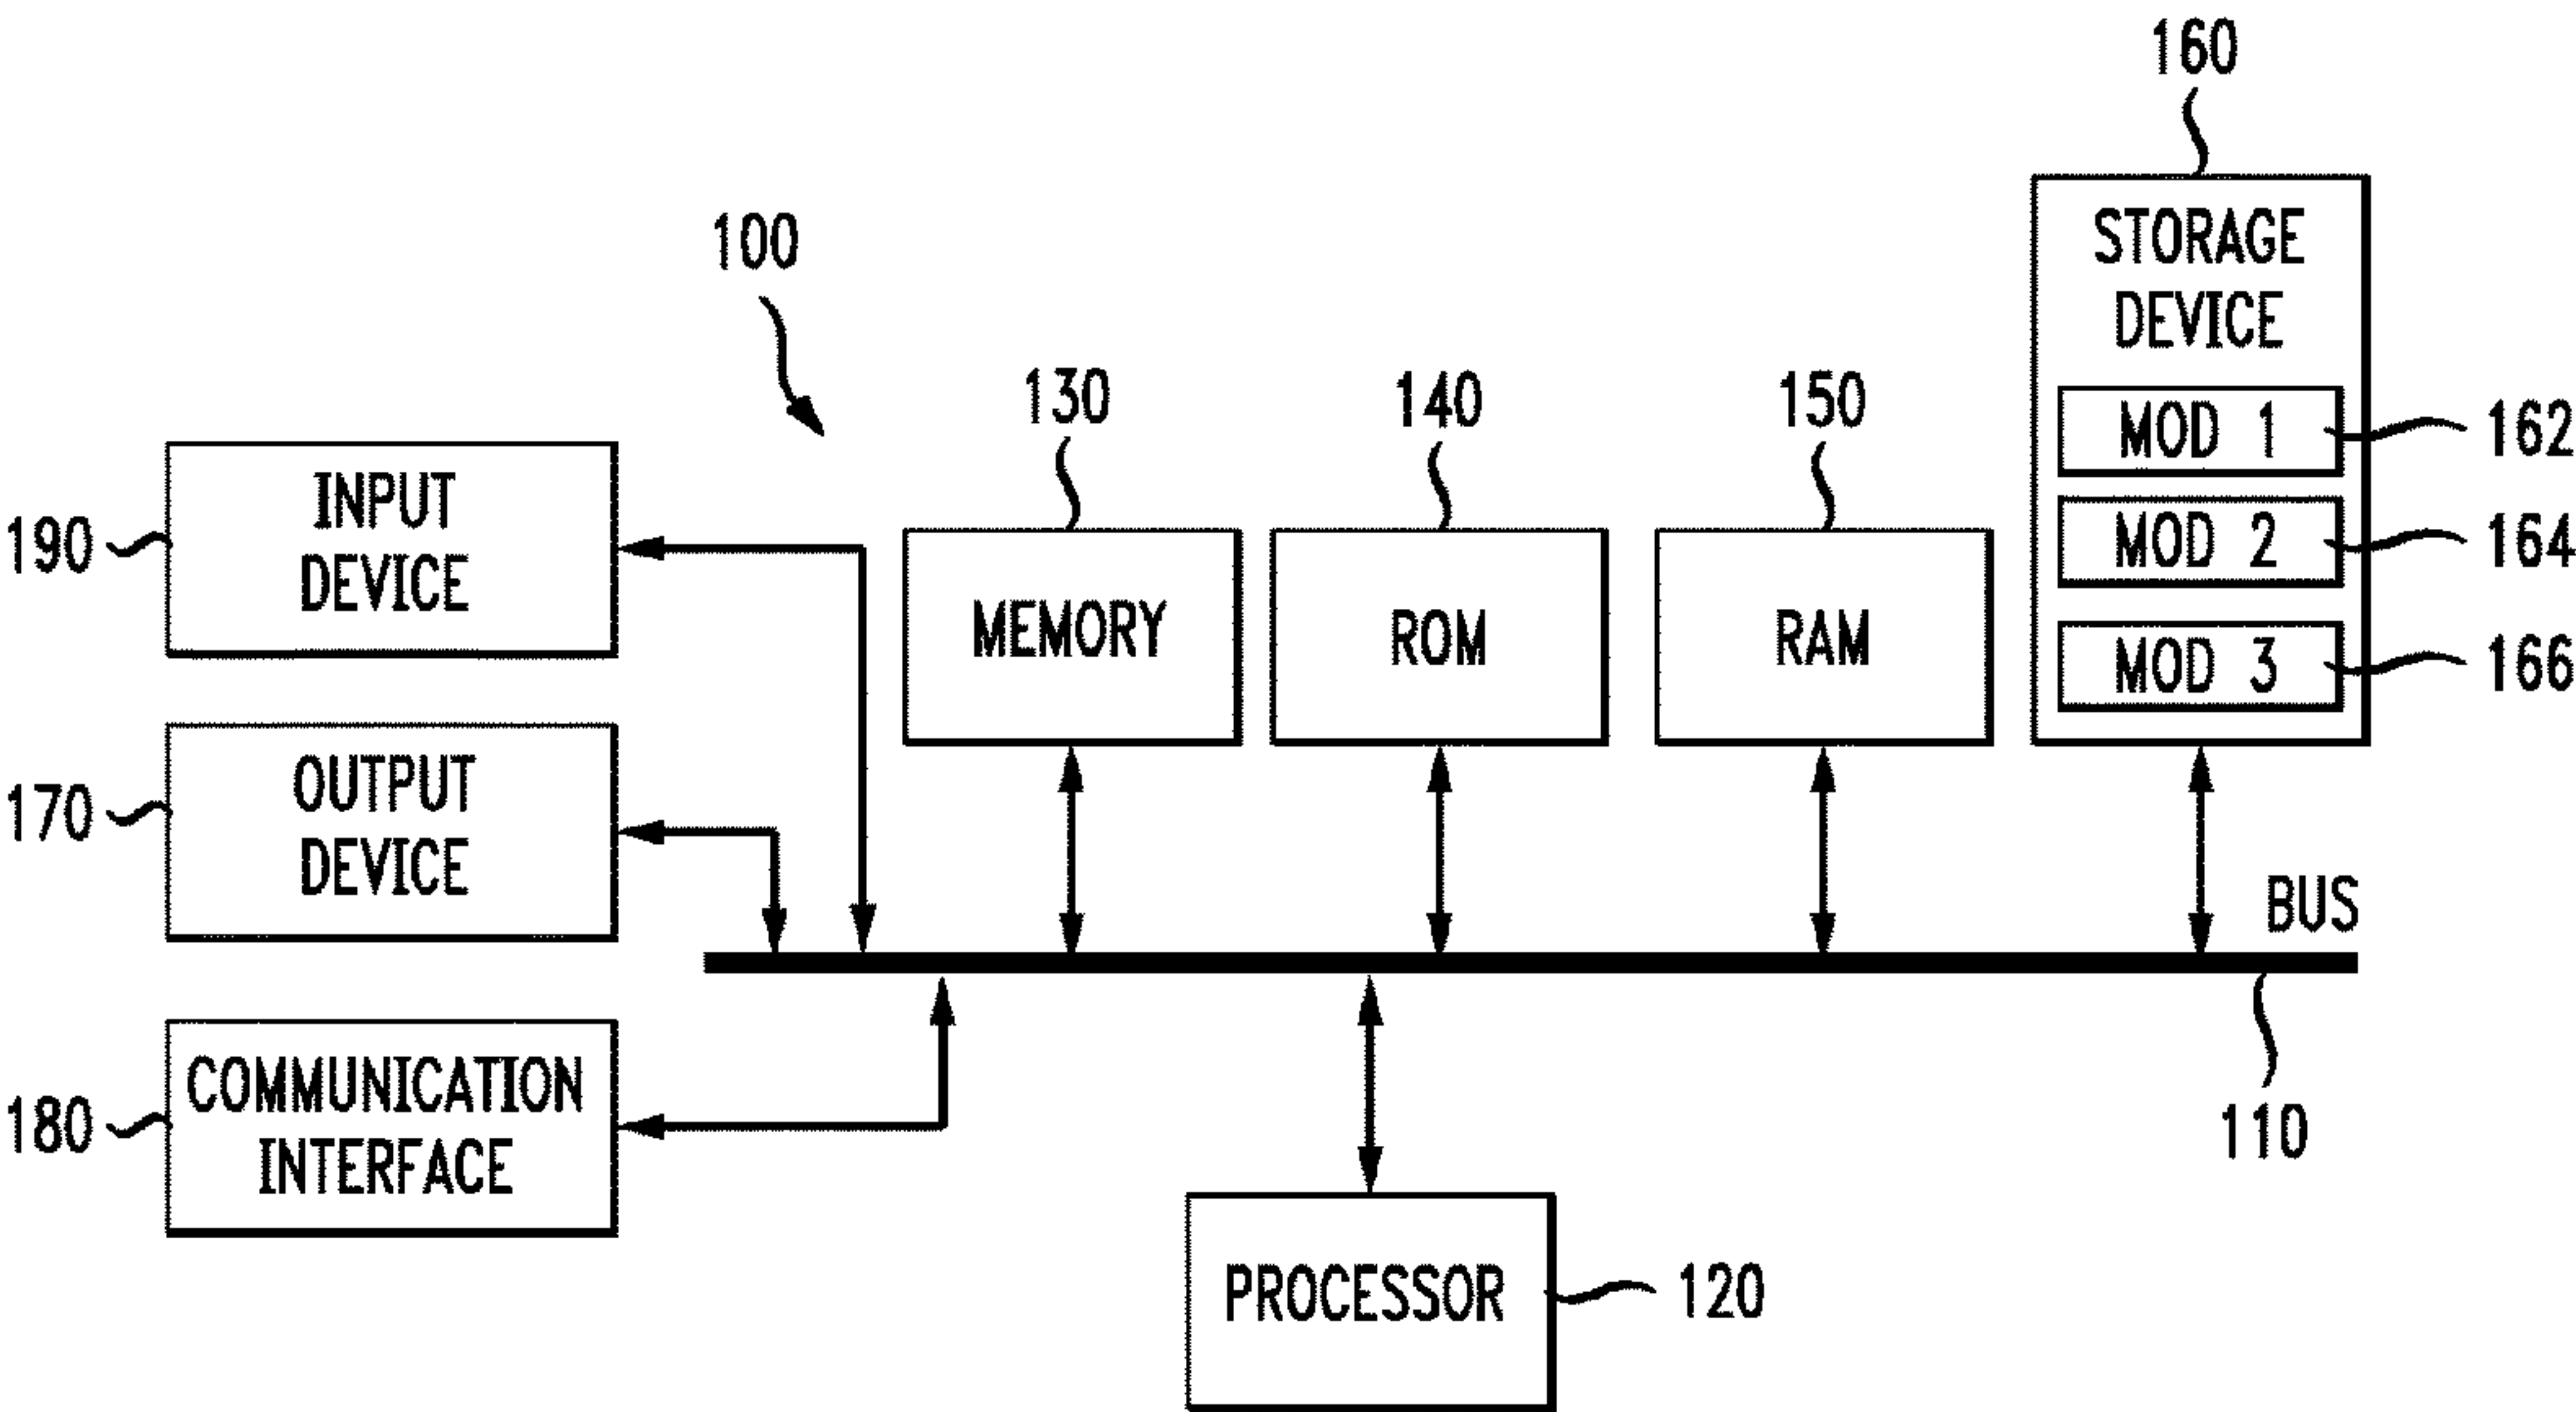 160
STORAGE
DEVICE
100
130
140
150
MOD 1
162
INPUT
DEVICE
190
MOD 2
164
MEMORY
ROM
RAM
MOD 3
166
OUTPUT
DEVICE
170
BUS
COMMUNICATION
INTERFACE
180
110
PROCESSOR
120